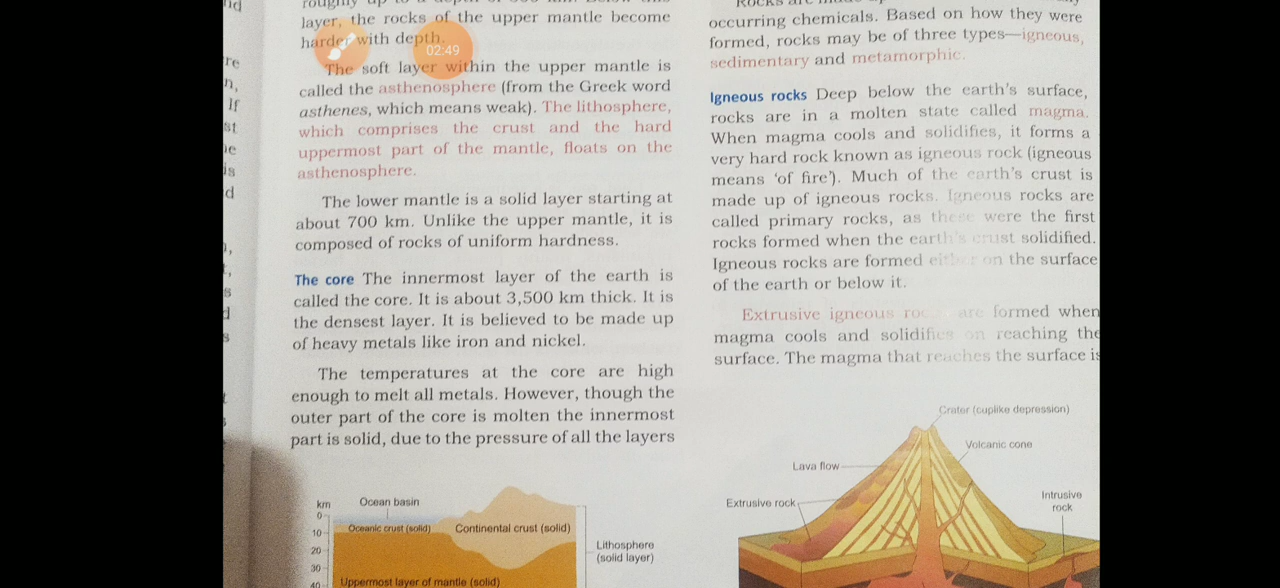 nd
re
n,
If
st
ie
is
d
),
t,
s
d
s
t
layer, the rocks of the upper mantle become
harder with depth.
02:49
The soft layer within the upper mantle is
called the asthenosphere (from the Greek word
asthenes, which means weak). The lithosphere,
which comprises the crust and the hard
uppermost part of the mantle, floats on the
asthenosphere.
The lower mantle is a solid layer starting at
about 700 km. Unlike the upper mantle, it is
composed of rocks of uniform hardness.
The core The innermost layer of the earth is
called the core. It is about 3,500 km thick. It is
the densest layer. It is believed to be made up
of heavy metals like iron and nickel.
The temperatures at the core are high
enough to melt all metals. However, though the
outer part of the core is molten the innermost
part is solid, due to the pressure of all the layers
km
Ocean basin
0
Oceanic crust (solid)
Continental crust (solid)
10
20
30
40
Lithosphere
(solid layer)
Uppermost layer of mantle (solid)
occurring chemicals. Based on how they were
formed, rocks may be of three types—igneous,
sedimentary and metamorphic.
Igneous rocks Deep below the earth's surface,
rocks are in a molten state called magma.
When magma cools and solidifies, it forms a
very hard rock known as igneous rock (igneous
means 'of fire'). Much of the earth's crust is
made up of igneous rocks. Igneous rocks are
called primary rocks, as these were the first
rocks formed when the earth's crust solidified.
Igneous rocks are formed either on the surface
of the earth or below it.
Extrusive igneous are formed when
magma cools and solidifies on reaching the
surface. The magma that reaches the surface is
Crater (cuplike depression)
Volcanic cone
Lava flow
Extrusive rock
Intrusive
rock